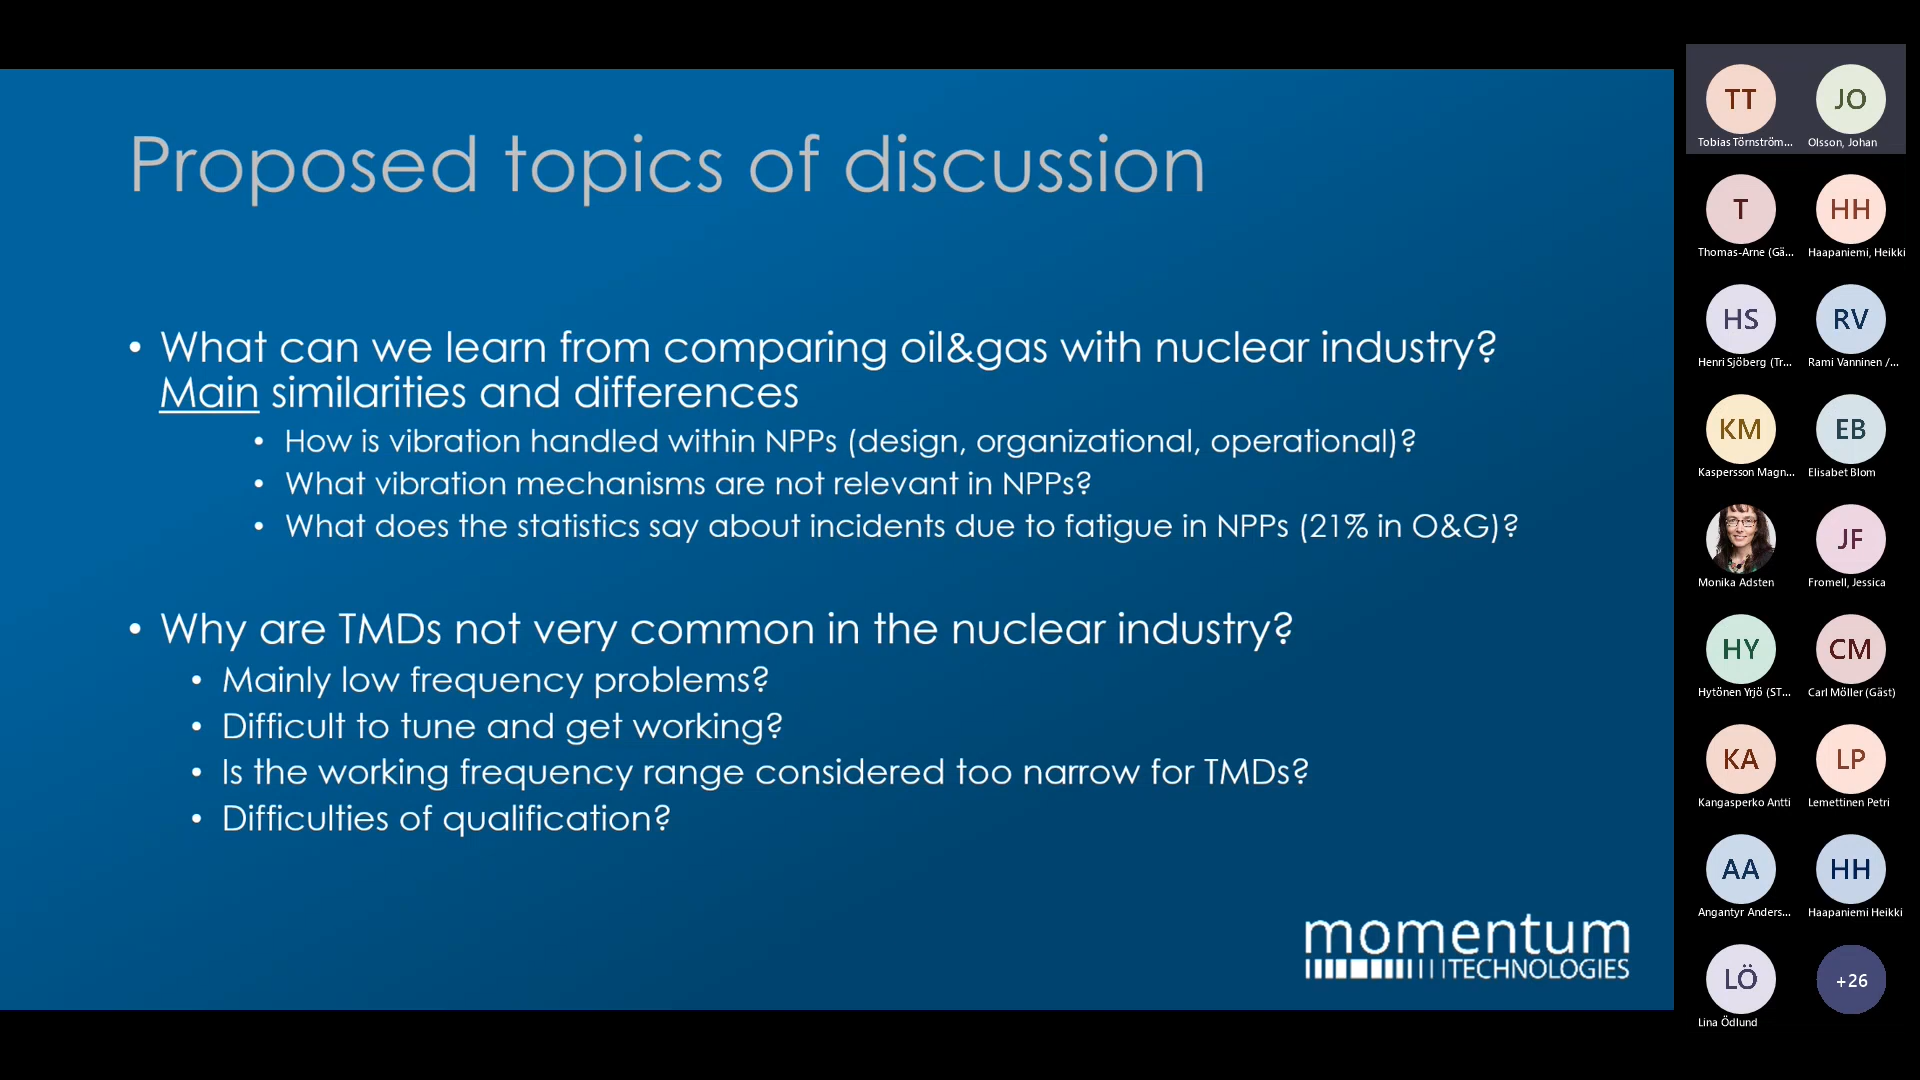 Proposed topics of discussion
• What can we learn from comparing oil&gas with nuclear industry?
Main similarities and differences
• How is vibration handled within NPPs (design, organizational, operational)?
• What vibration mechanisms are not relevant in NPPs?
• What does the statistics say about incidents due to fatigue in NPPs (21% in O&G)?
• Why are TMDs not very common in the nuclear industry?
• Mainly low frequency problems?
• Difficult to tune and get working?
• Is the working frequency range considered too narrow for TMDs?
• Difficulties of qualification?
momentum
TECHNOLOGIES
TT
Tobias Törnström...
JO
Olsson, Johan
T
Thomas-Arne (Gä...
HH
Haapaniemi, Heikki
HS
Henri Sjöberg (Tr...
RV
Rami Vanninen /...
KM
Kaspersson Magn...
EB
Elisabet Blom
Monika Adsten
JF
Fromell, Jessica
HY
Hytönen Yrjö (ST...
CM
Carl Möller (Gäst)
KA
Kangasperko Antti
LP
Lemettinen Petri
AA
Angantyr Anders...
HH
Haapaniemi Heikki
LÖ
Lina Ödlund
+26